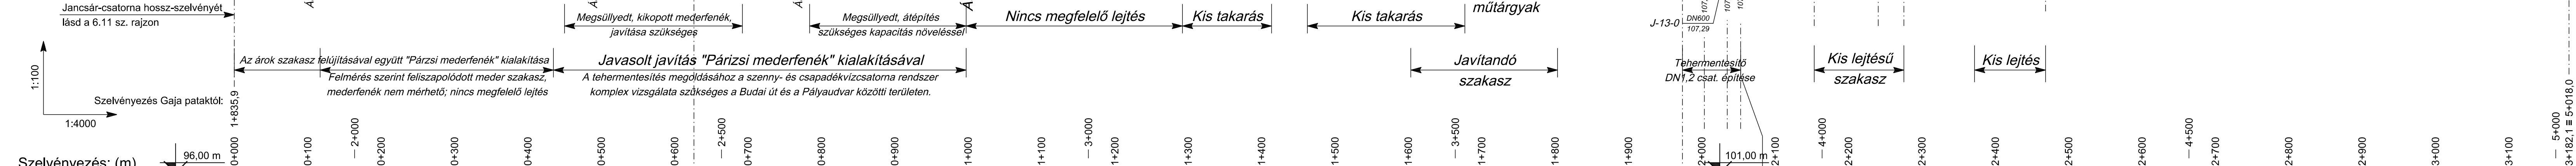 Jancsár-csatorna hossz-szelvényét
lásd a 6.11 sz. rajzon
Megsüllyedt, kikopott mederfenék,
javítása szükséges
Megsüllyedt, átépítés
szükséges kapacitás növeléssel
Nincs megfelelő lejtés
Kis takarás
Kis takarás
műtárgyak
J-13-0
DN600
107,29
1:100
1:4000
Az árok szakasz felújításával együtt "Párzsi mederfenék" kialakítása
Felmérés szerint feliszapolódott meder szakasz,
mederfenék nem mérhető; nincs megfelelő lejtés
Javasolt javítás "Párizsi mederfenék" kialakításával
A tehermentesítés megoldásához a szenny- és csapadékvízcsatorna rendszer
komplex vizsgálata szükséges a Budai út és a Pályaudvar közötti területen.
Javítandó
szakasz
Tehermentesítő
DN1,2 csat. építése
Kis lejtésű
szakasz
Kis lejtés
Szelvényezés Gaja pataktól:
1+835,9
2+000
2+500
3+000
3+500
4+000
4+500
5+000
3+182,1 ≡ 5+018,0
Szelvényezés: (m)
96,00 m
101,00 m
0+000
0+100
0+200
0+300
0+400
0+500
0+600
0+700
0+800
0+900
1+000
1+100
1+200
1+300
1+400
1+500
1+600
1+700
1+800
1+900
2+000
2+100
2+200
2+300
2+400
2+500
2+600
2+700
2+800
2+900
3+000
3+100